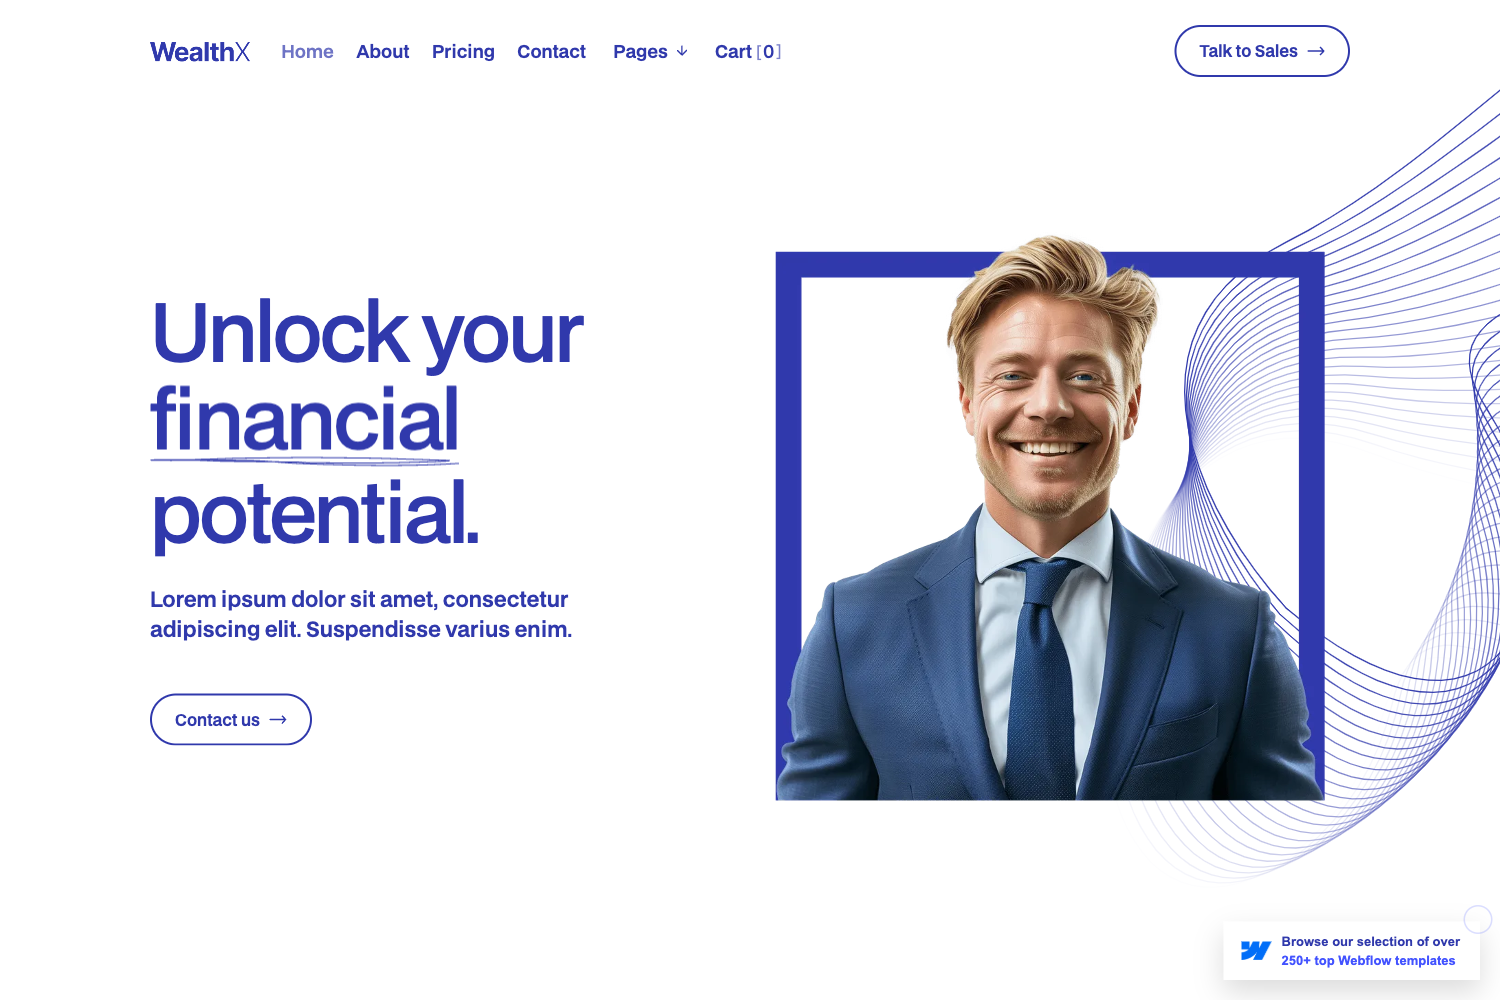 WealthX Home About Pricing Contact Pages Cart [0] Talk to Sales
Unlock your
financial
potential.
Lorem ipsum dolor sit amet, consectetur
adipiscing elit. Suspendisse varius enim.
Contact us
Browse our selection of over
250+ top Webflow templates